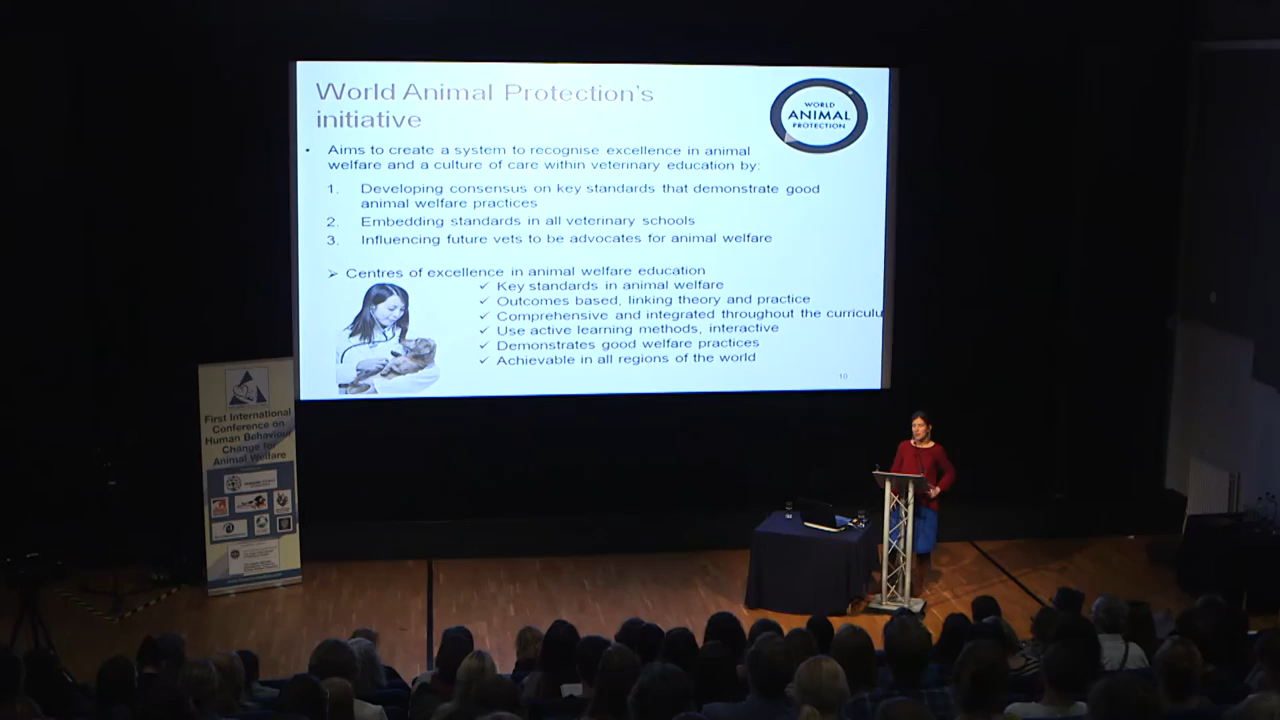 World Animal Protection's
initiative
WORLD
ANIMAL
PROTECTION
• Aims to create a system to recognise excellence in animal
welfare and a culture of care within veterinary education by:
1. Developing consensus on key standards that demonstrate good
animal welfare practices
2. Embedding standards in all veterinary schools
3. Influencing future vets to be advocates for animal welfare
➢ Centres of excellence in animal welfare education
✓ Key standards in animal welfare
✓ Outcomes based, linking theory and practice
✓ Comprehensive and integrated throughout the curriculu
✓ Use active learning methods, interactive
✓ Demonstrates good welfare practices
✓ Achievable in all regions of the world
10
First International
Conference on
Human Behaviour
Change for
Animal Welfare